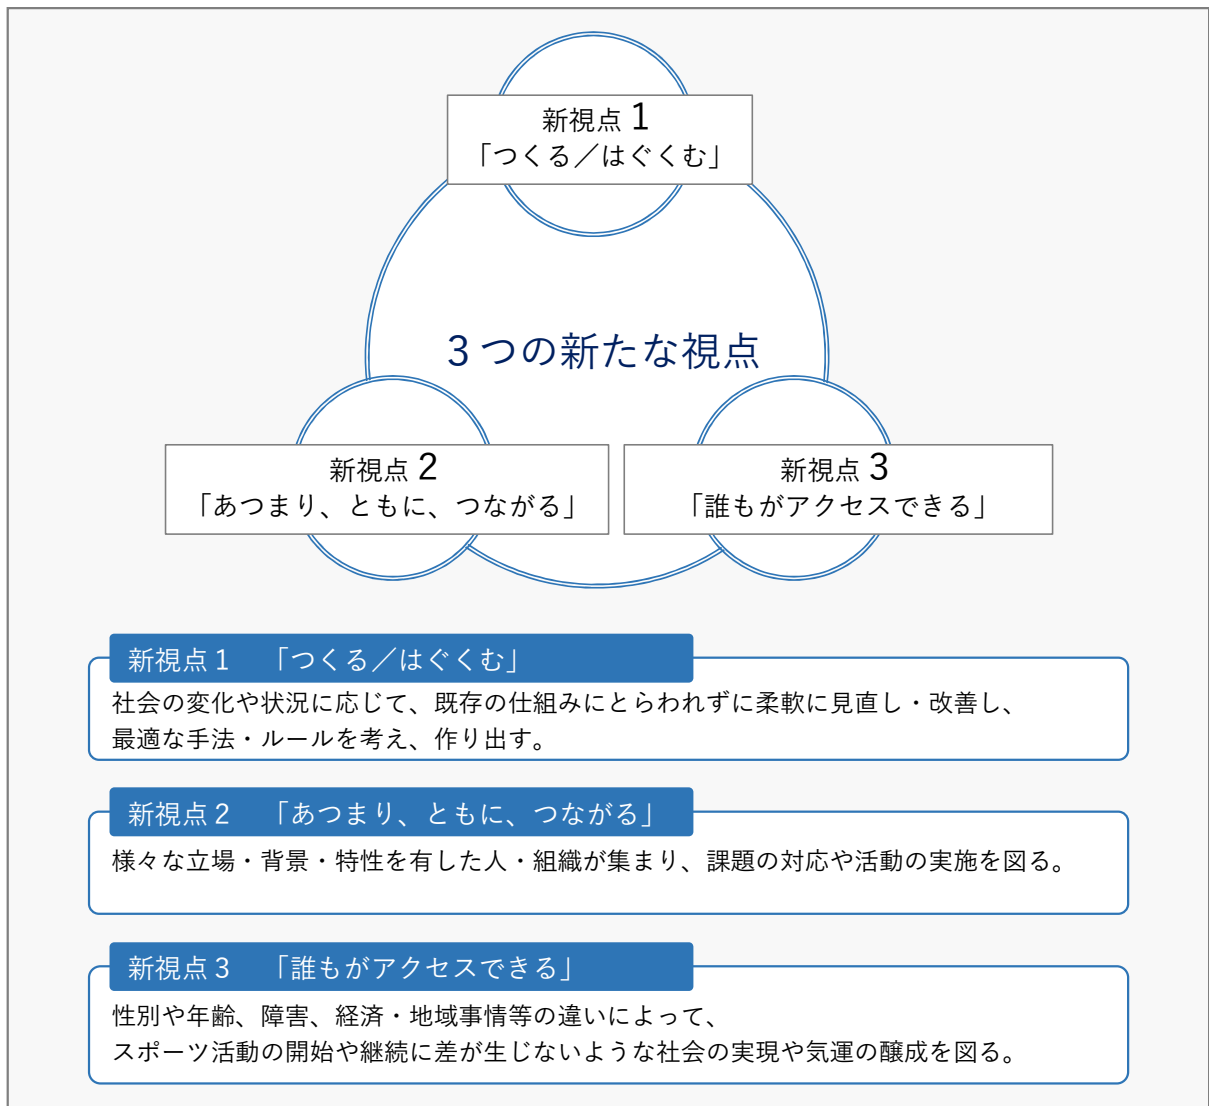 新視点 1
「つくる／はぐくむ」
３つの新たな視点
新視点 2
「あつまり、ともに、つながる」
新視点 3
「誰もがアクセスできる」
新視点１　「つくる／はぐくむ」
社会の変化や状況に応じて、既存の仕組みにとらわれずに柔軟に見直し・改善し、
最適な手法・ルールを考え、作り出す。
新視点２　「あつまり、ともに、つながる」
様々な立場・背景・特性を有した人・組織が集まり、課題の対応や活動の実施を図る。
新視点３　「誰もがアクセスできる」
性別や年齢、障害、経済・地域事情等の違いによって、
スポーツ活動の開始や継続に差が生じないような社会の実現や気運の醸成を図る。